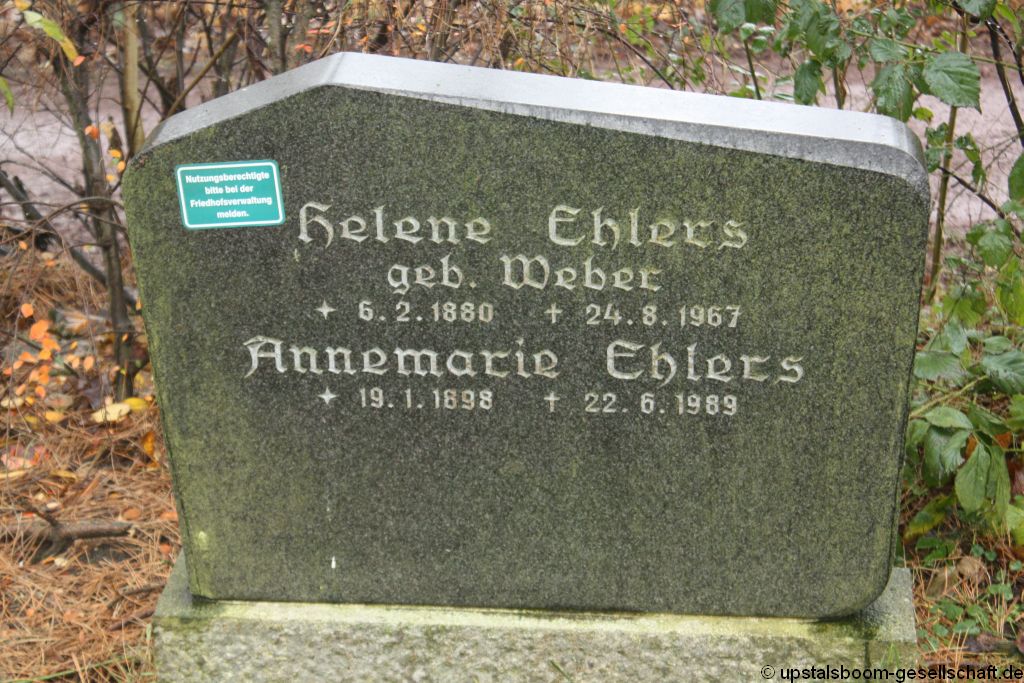 Nutzungsberechtigte
bitte bei der
Friedhofsverwaltung
melden.
Helene Ehlers
geb. Weber
6.2.1880 † 24.8.1967
Annemarie Ehlers
19.1.1898 † 22.6.1989
© upstalsboom-gesellschaft.de